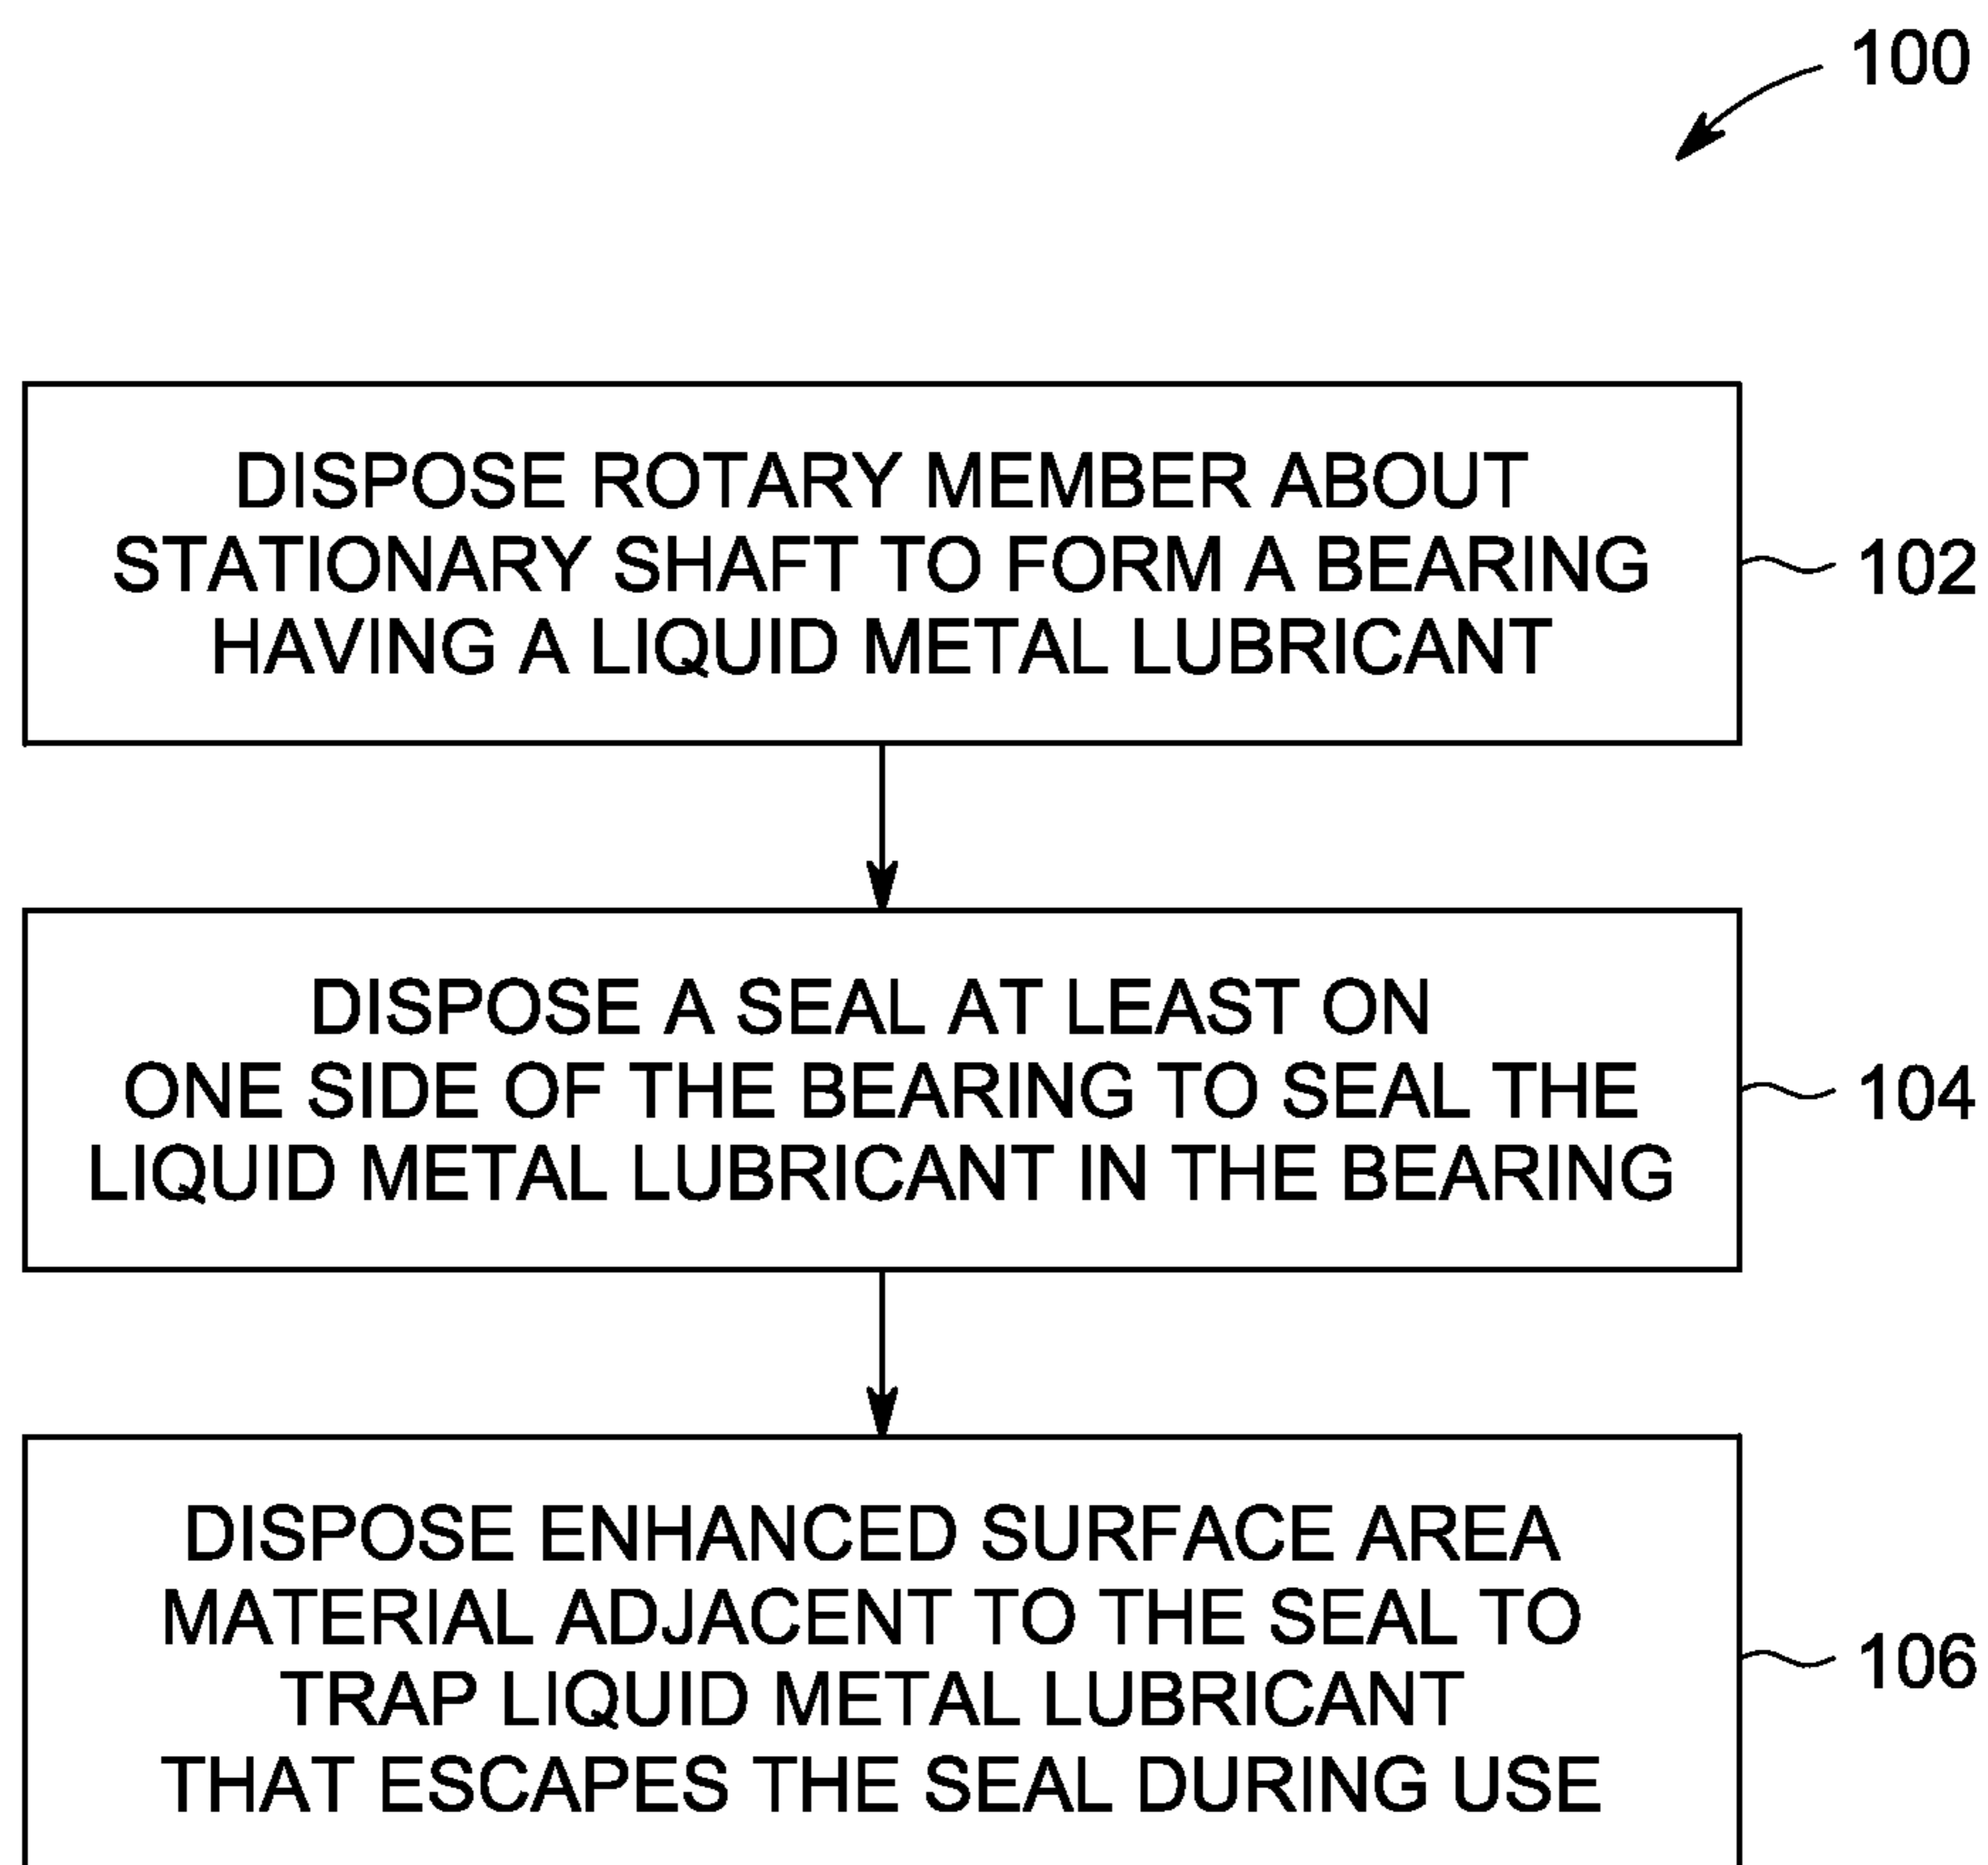 100
DISPOSE ROTARY MEMBER ABOUT
STATIONARY SHAFT TO FORM A BEARING
HAVING A LIQUID METAL LUBRICANT
102
DISPOSE A SEAL AT LEAST ON
ONE SIDE OF THE BEARING TO SEAL THE
LIQUID METAL LUBRICANT IN THE BEARING
104
DISPOSE ENHANCED SURFACE AREA
MATERIAL ADJACENT TO THE SEAL TO
TRAP LIQUID METAL LUBRICANT
THAT ESCAPES THE SEAL DURING USE
106